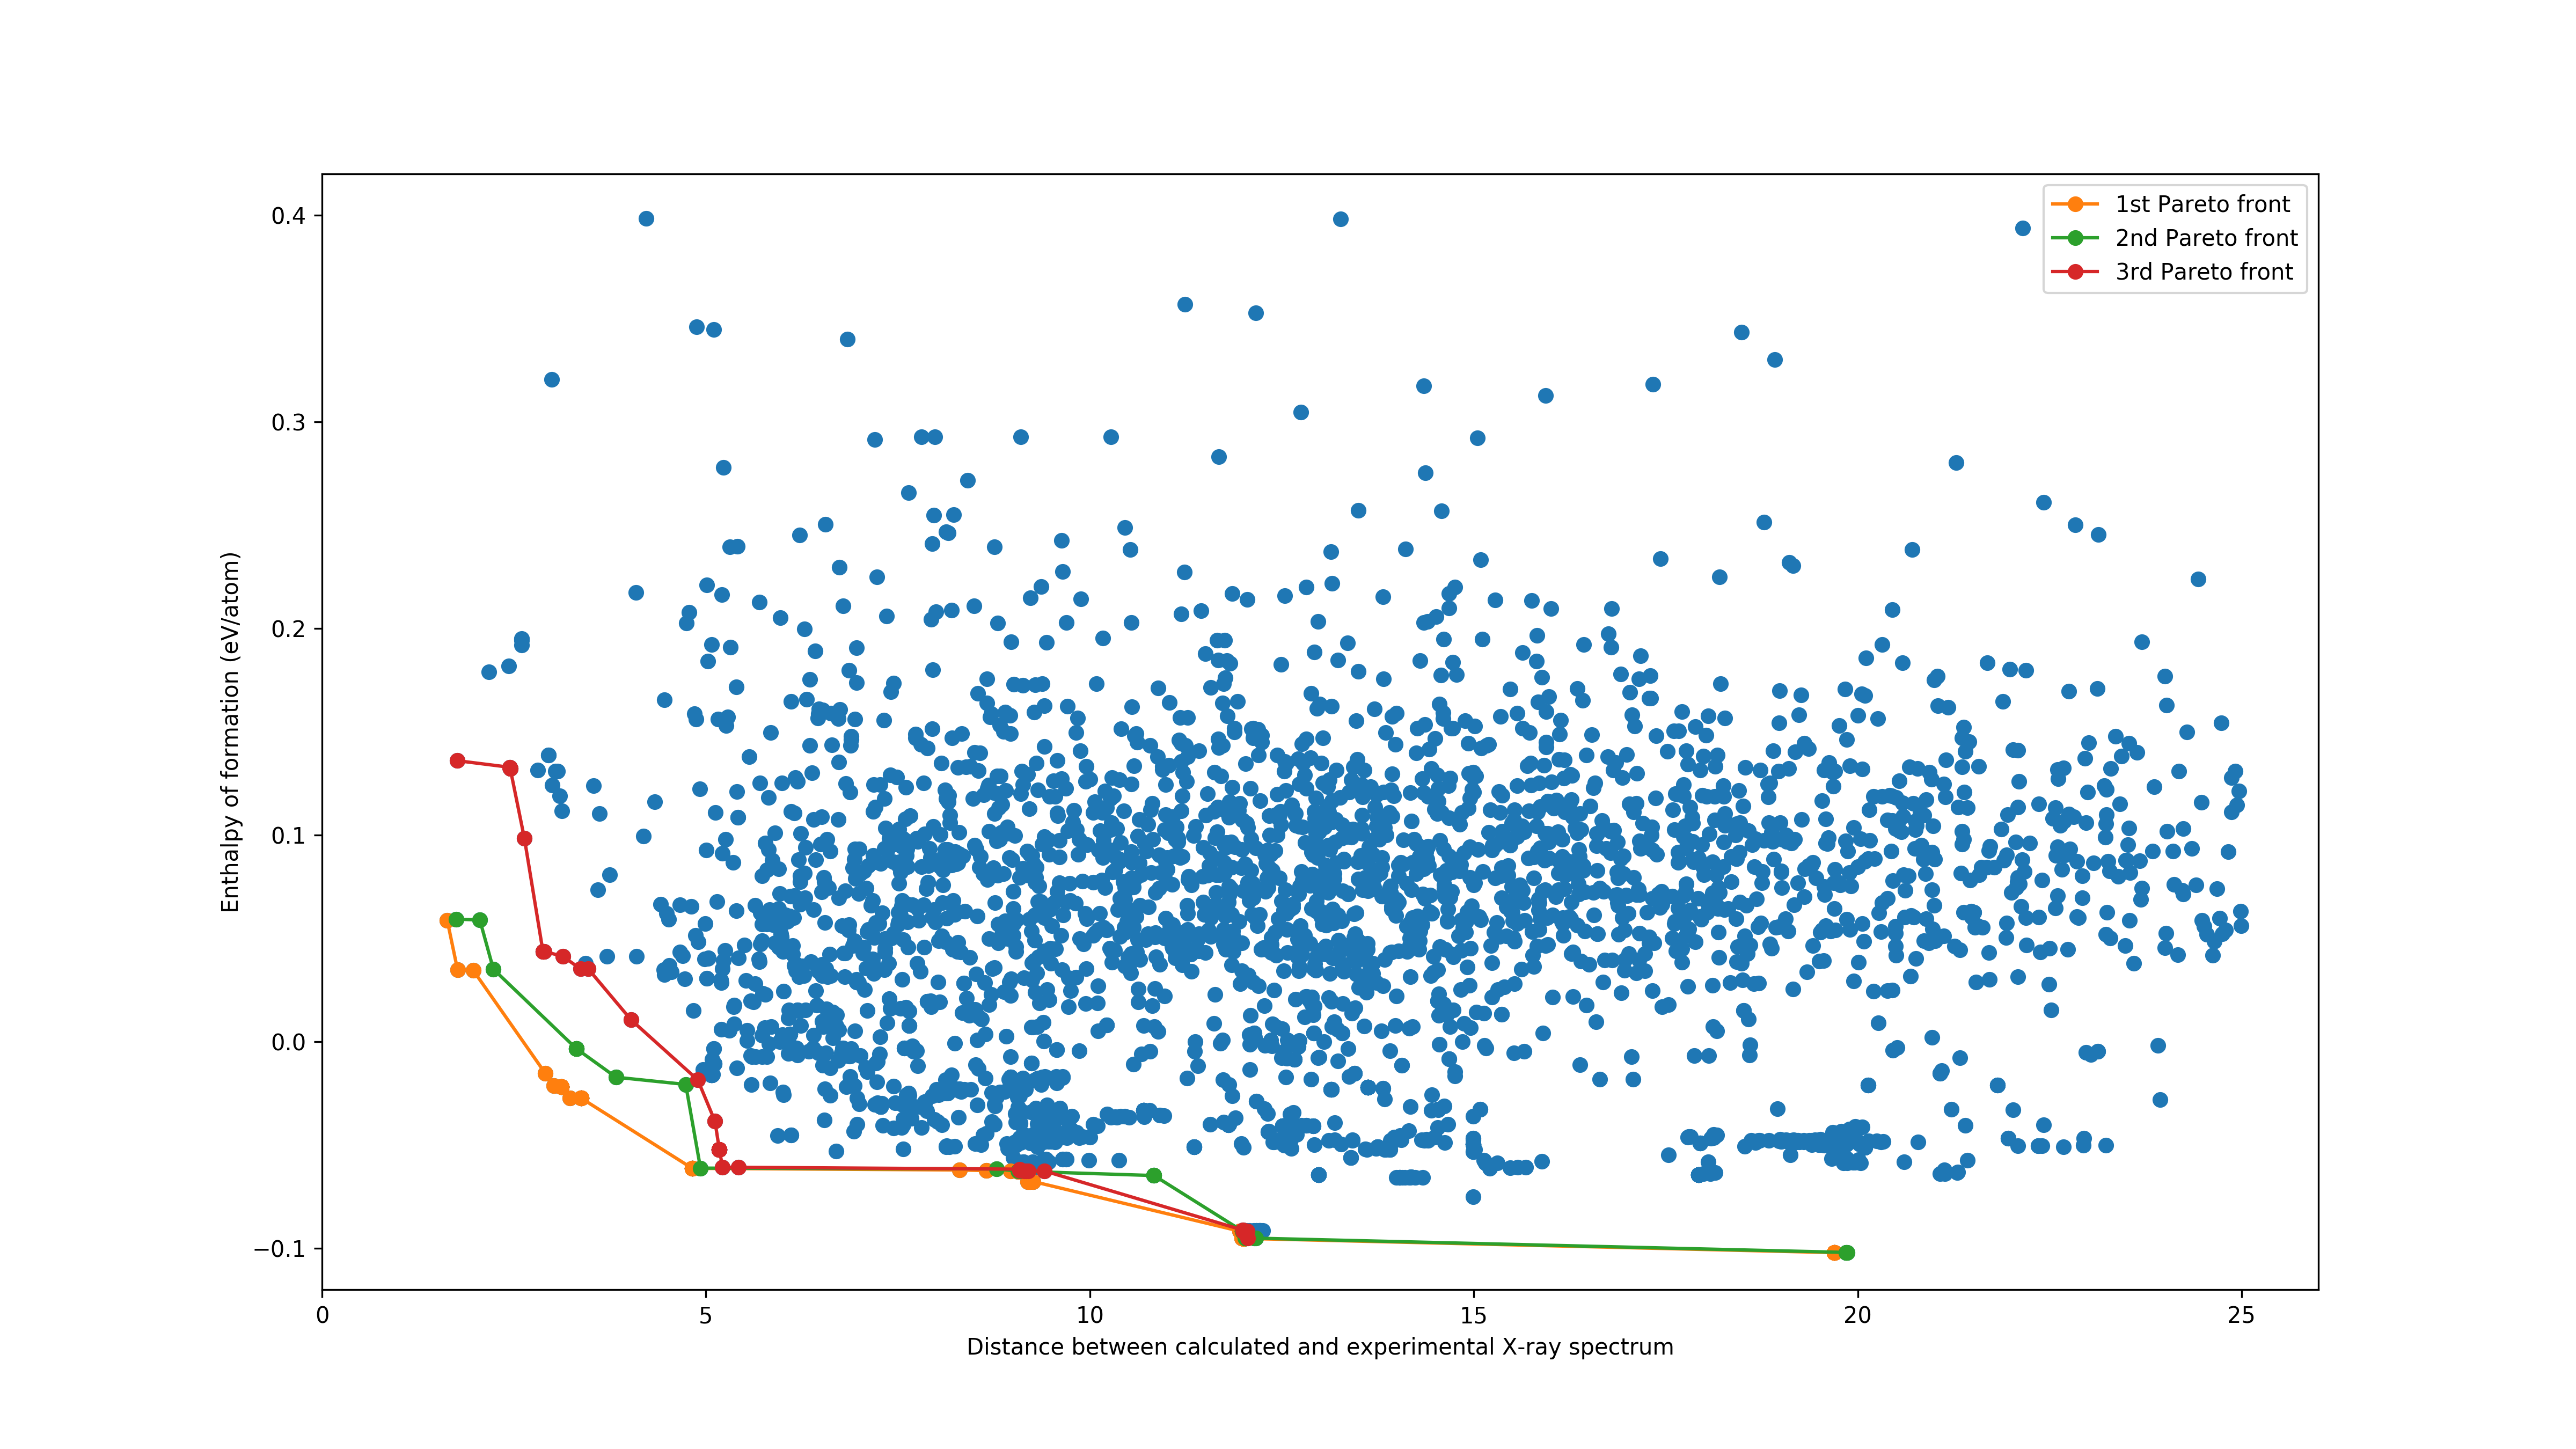 1st Pareto front
2nd Pareto front
3rd Pareto front
0.4
0.3
0.2
0.1
0.0
−0.1
Enthalpy of formation (eV/atom)
0 5 10 15 20 25
Distance between calculated and experimental X-ray spectrum